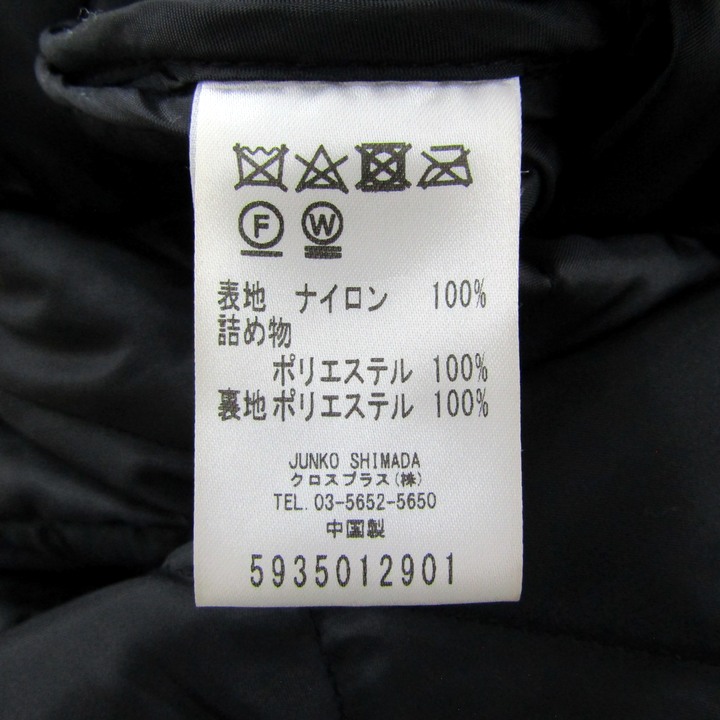 F W
表地 ナイロン 100%
詰め物
ポリエステル 100%
裏地ポリエステル 100%
JUNKO SHIMADA
クロスプラス(株)
TEL. 03-5652-5650
中国製
5935012901